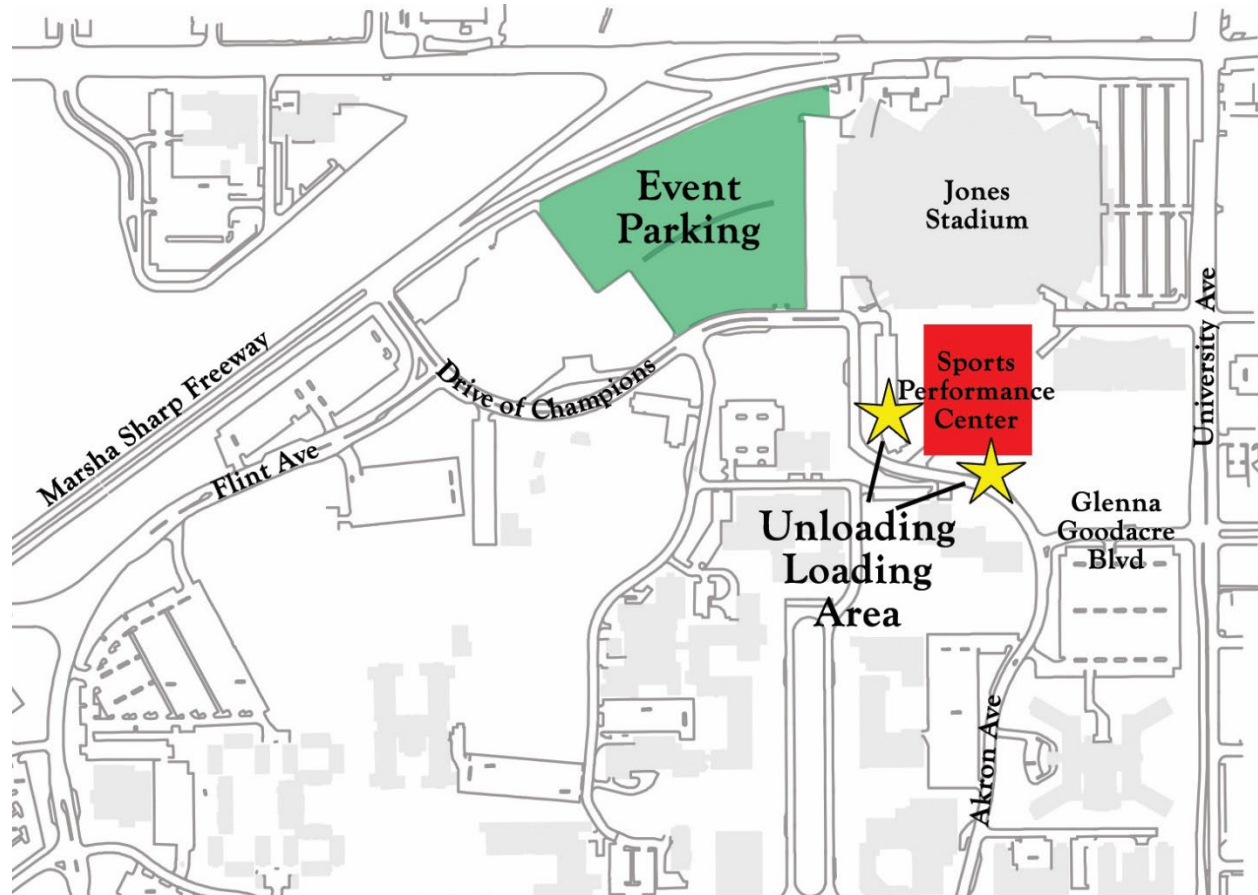 Event
Parking
Jones
Stadium
University Ave
Sports
Performance
Center
Marsha Sharp Freeway
Drive of Champions
Flint Ave
Unloading
Loading
Area
Glenna
Goodacre
Blvd
Akron Ave